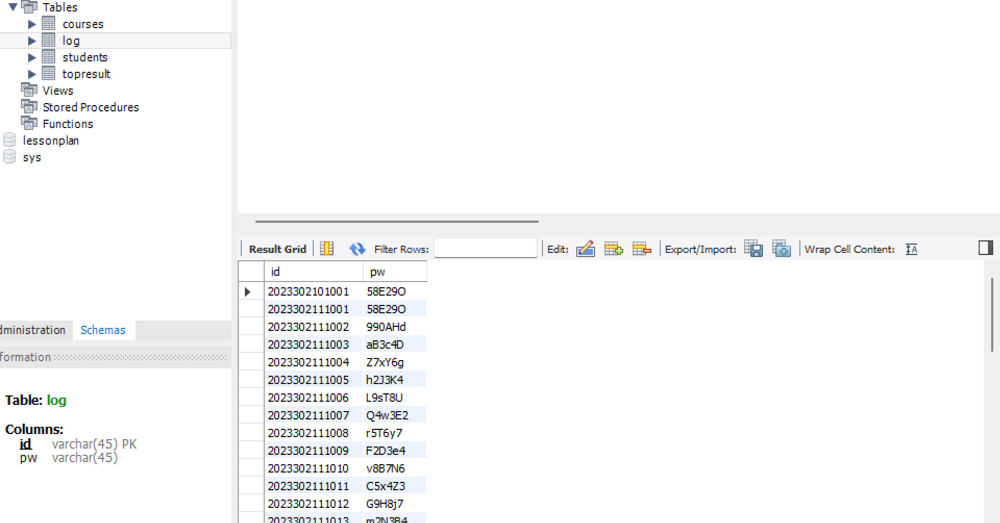 Tables
courses
log
students
topresult
Views
Stored Procedures
Functions
lessonplan
sys
dministration Schemas
formation
Table: log
Columns:
id varchar(45) PK
pw varchar(45)
Result Grid Filter Rows: Edit: Export/Import: Wrap Cell Content:
id pw
2023302101001 58E29O
2023302111001 58E29O
2023302111002 990AHd
2023302111003 aB3c4D
2023302111004 Z7xY6g
2023302111005 h2J3K4
2023302111006 L9sT8U
2023302111007 Q4w3E2
2023302111008 r5T6y7
2023302111009 F2D3e4
2023302111010 v8B7N6
2023302111011 C5x4Z3
2023302111012 G9H8j7
2023302111013 m2N3B4